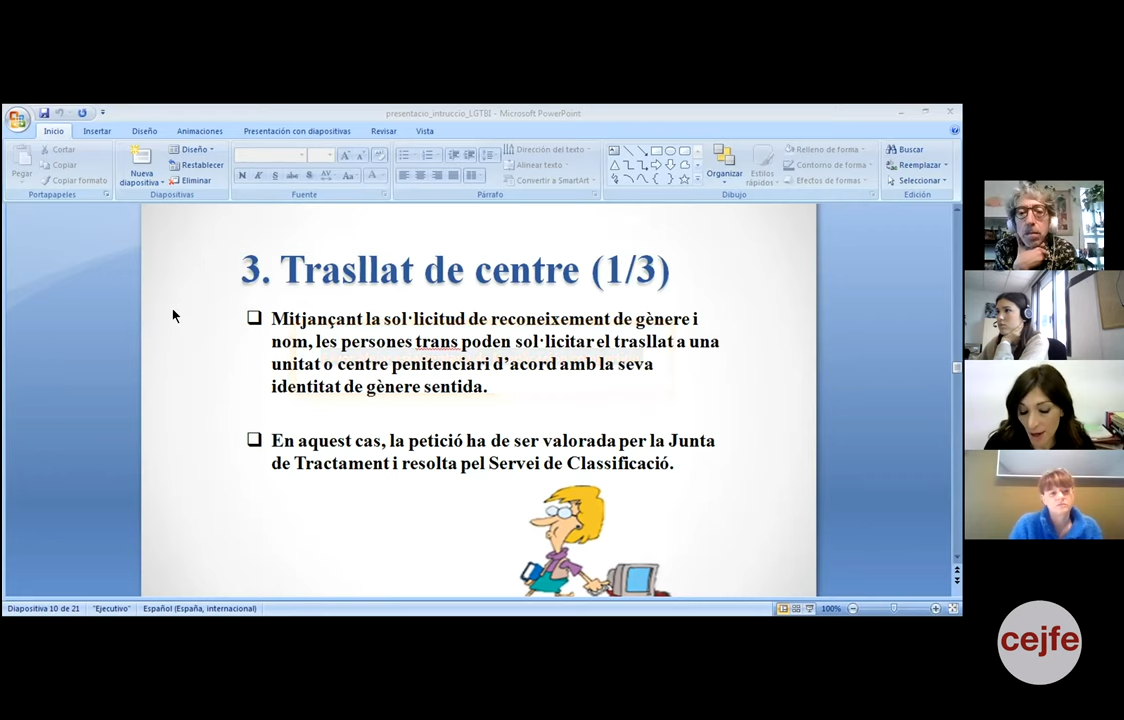 presentacio_intruccio_LGTBI - Microsoft PowerPoint
Inicio Insertar Diseño Animaciones Presentación con diapositivas Revisar Vista
Pegar
Cortar
Copiar
Copiar formato
Portapapeles
Nueva
diapositiva
Diseño
Restablecer
Eliminar
Diapositivas
Fuente
Dirección del texto
Alinear texto
Convertir a SmartArt
Párrafo
Organizar
Estilos
rápidos
Relleno de forma
Contorno de forma
Efectos de formas
Dibujo
Buscar
Reemplazar
Seleccionar
Edición
3. Trasllat de centre (1/3)
Mitjançant la sol·licitud de reconeixement de gènere i
nom, les persones trans poden sol·licitar el trasllat a una
unitat o centre penitenciari d’acord amb la seva
identitat de gènere sentida.
En aquest cas, la petició ha de ser valorada per la Junta
de Tractament i resolta pel Servei de Classificació.
Diapositiva 10 de 21 "Ejecutivo" Español (España, internacional) 100%
cejfe